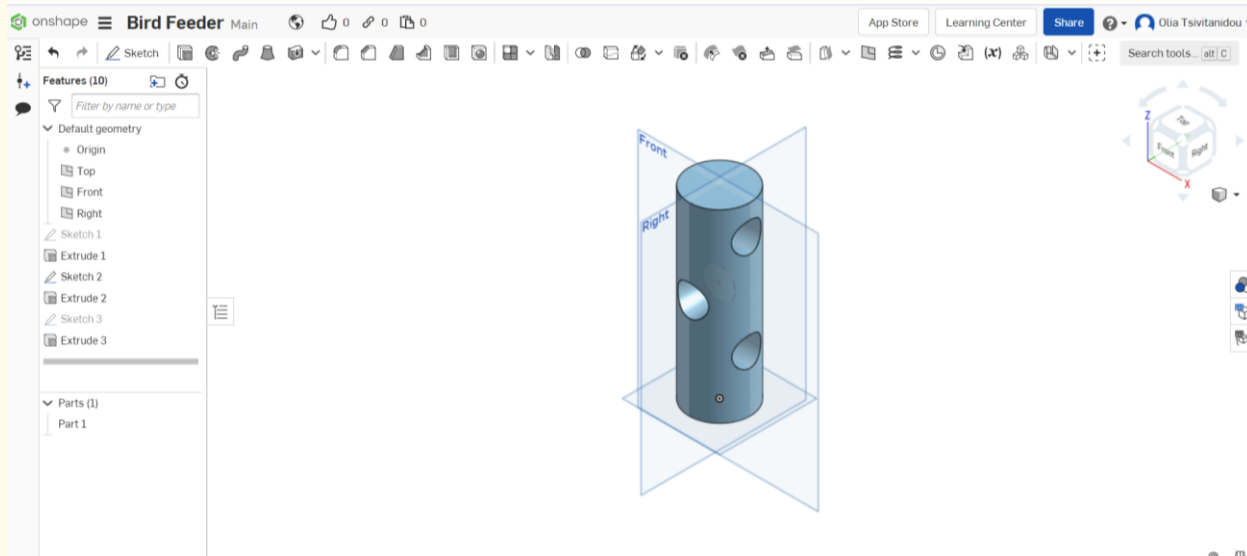 onshape Bird Feeder Main 0 0 0 App Store Learning Center Share Olia Tsivitanidou
Sketch (x) Search tools... alt C
Features (10)
Filter by name or type
Default geometry
Origin
Top
Front
Right
Sketch 1
Extrude 1
Sketch 2
Extrude 2
Sketch 3
Extrude 3
Parts (1)
Part 1
Front
Right
Z
Top
Front Right
X